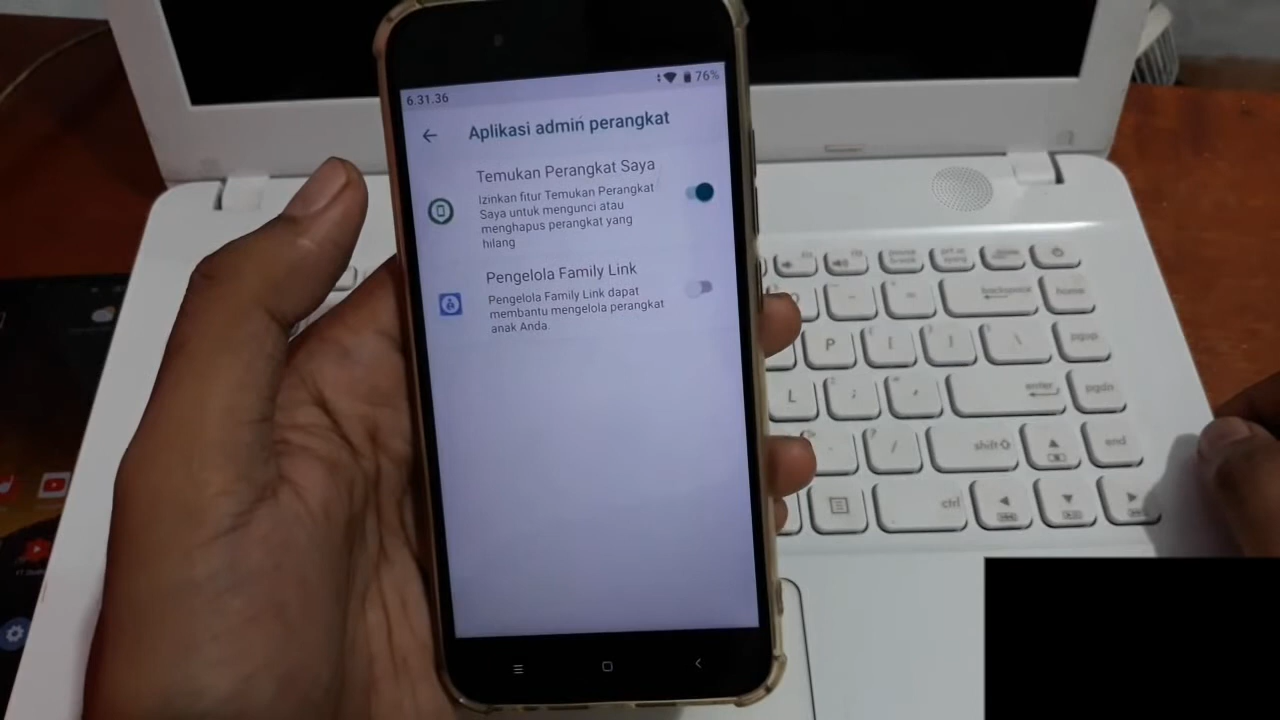 6.31.36
76%
Aplikasi admin perangkat
Temukan Perangkat Saya
Izinkan fitur Temukan Perangkat
Saya untuk mengunci atau
menghapus perangkat yang
hilang
Pengelola Family Link
Pengelola Family Link dapat
membantu mengelola perangkat
anak Anda.
backspace
home
P
[
]
\
pgup
L
;
enter
pgdn
?
/
shift
end
ctrl